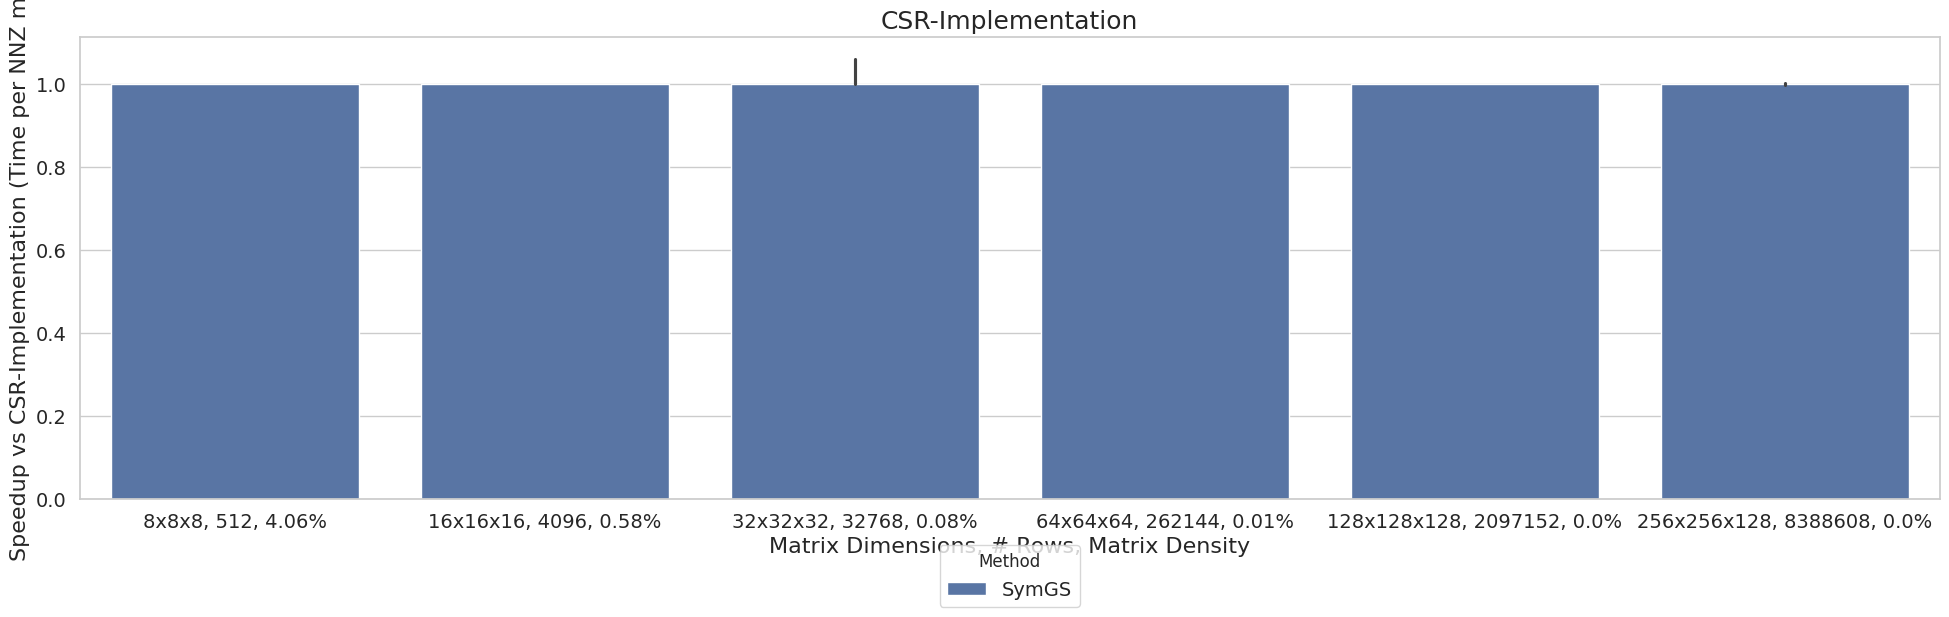 CSR-Implementation
Speedup vs CSR-Implementation (Time per NNZ
1.0
0.8
0.6
0.4
0.2
0.0
8x8x8, 512, 4.06% 16x16x16, 4096, 0.58% 32x32x32, 32768, 0.08% 64x64x64, 262144, 0.01% 128x128x128, 2097152, 0.0% 256x256x128, 8388608, 0.0%
Matrix Dimensions, # Rows, Matrix Density
Method
SymGS